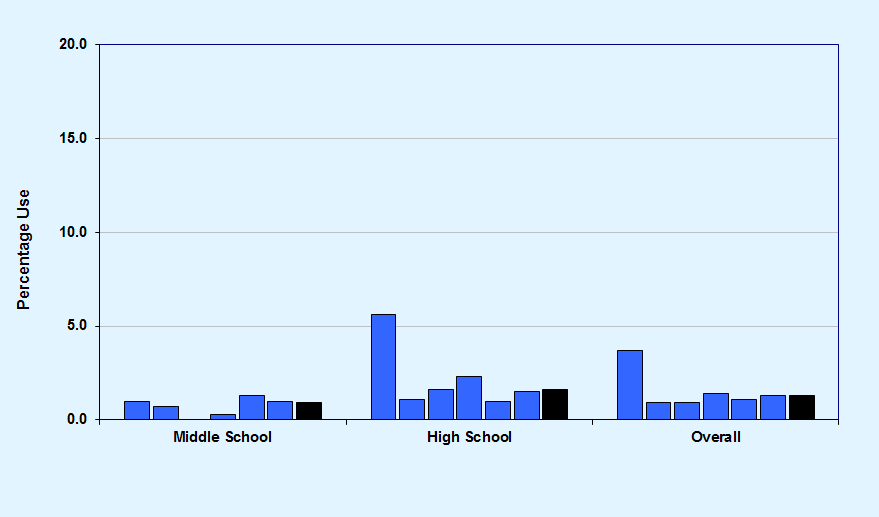 20.0
15.0
10.0
5.0
0.0
Percentage Use
Middle School
High School
Overall